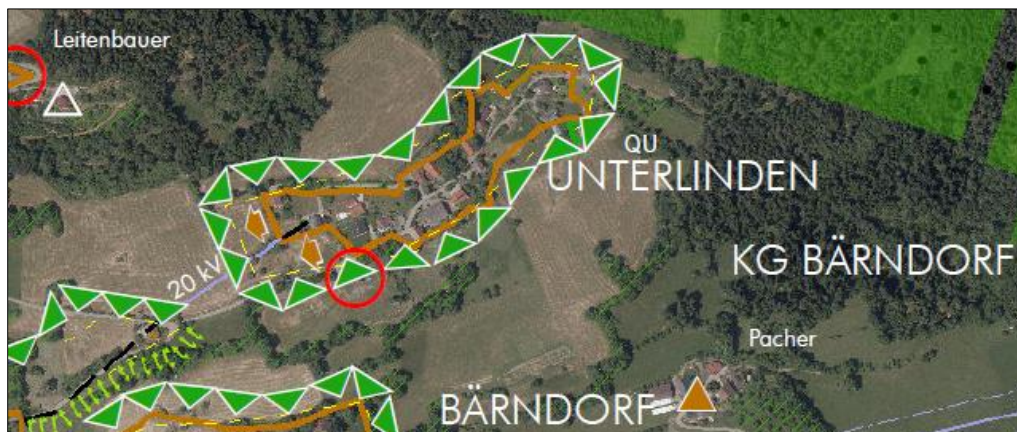 Leitenbauer
QU
UNTERLINDEN
KG BÄRNDORF
20 kV
Pacher
BÄRNDORF